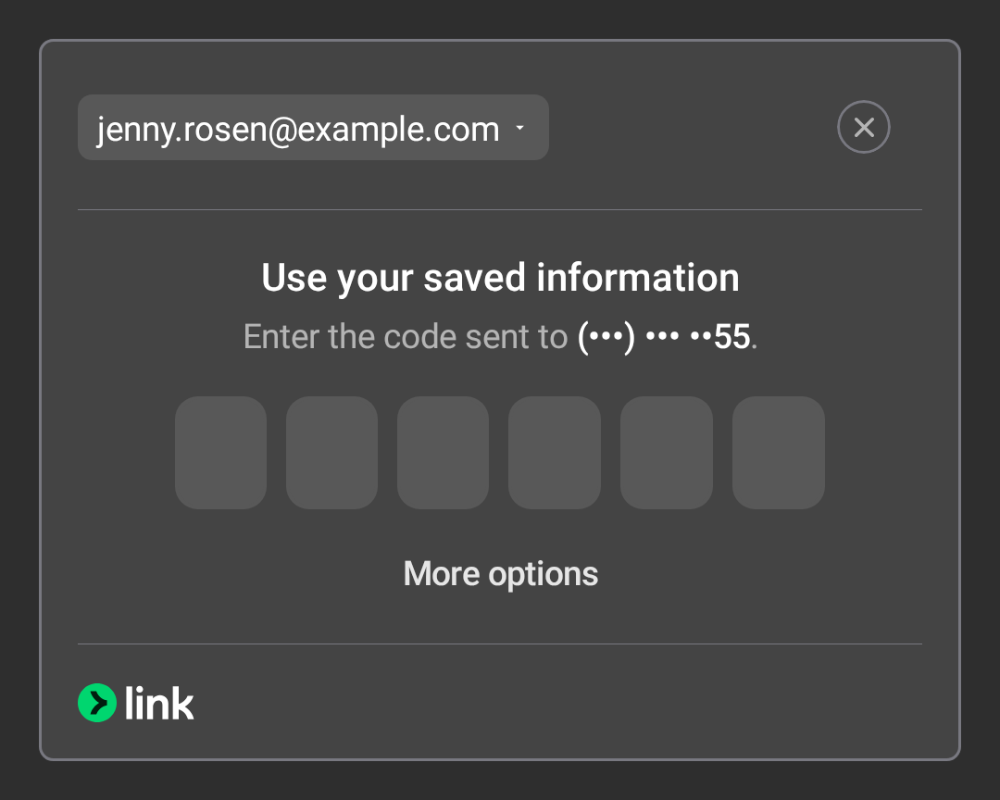 jenny.rosen@example.com
Use your saved information
Enter the code sent to (•••) ••• ••55.
More options
link